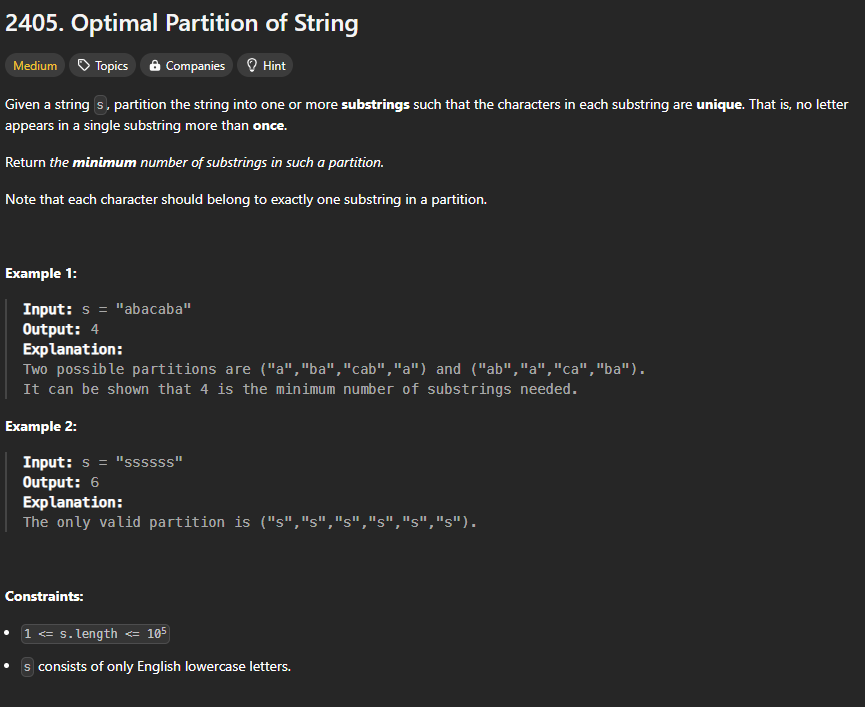 2405. Optimal Partition of String
Medium Topics Companies Hint
Given a string s, partition the string into one or more substrings such that the characters in each substring are unique. That is, no letter
appears in a single substring more than once.
Return the minimum number of substrings in such a partition.
Note that each character should belong to exactly one substring in a partition.
Example 1:
Input: s = "abacaba"
Output: 4
Explanation:
Two possible partitions are ("a","ba","cab","a") and ("ab","a","ca","ba").
It can be shown that 4 is the minimum number of substrings needed.
Example 2:
Input: s = "ssssss"
Output: 6
Explanation:
The only valid partition is ("s","s","s","s","s","s").
Constraints:
• 1 <= s.length <= 10⁵
• s consists of only English lowercase letters.